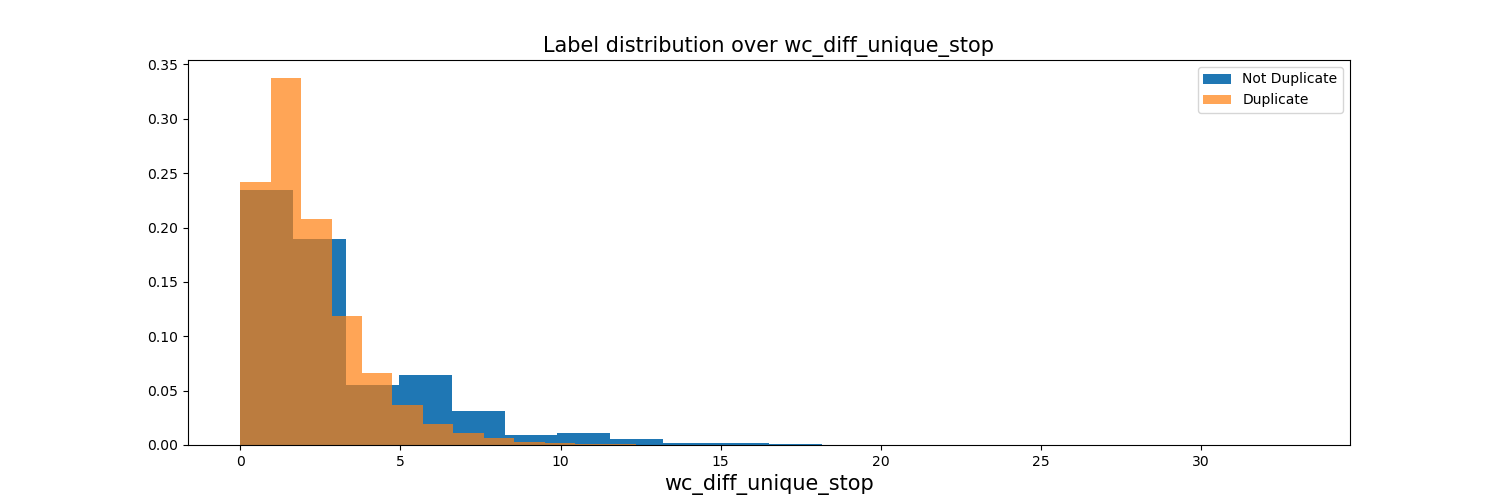 Label distribution over wc_diff_unique_stop
0.35
0.30
0.25
0.20
0.15
0.10
0.05
0.00
Not Duplicate
Duplicate
0 5 10 15 20 25 30
wc_diff_unique_stop